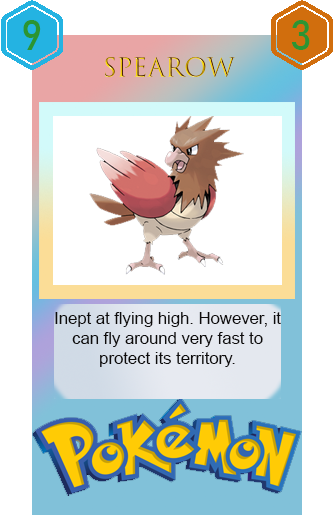 9 3
SPEAROW
Inept at flying high. However, it
can fly around very fast to
protect its territory.
POKéMON